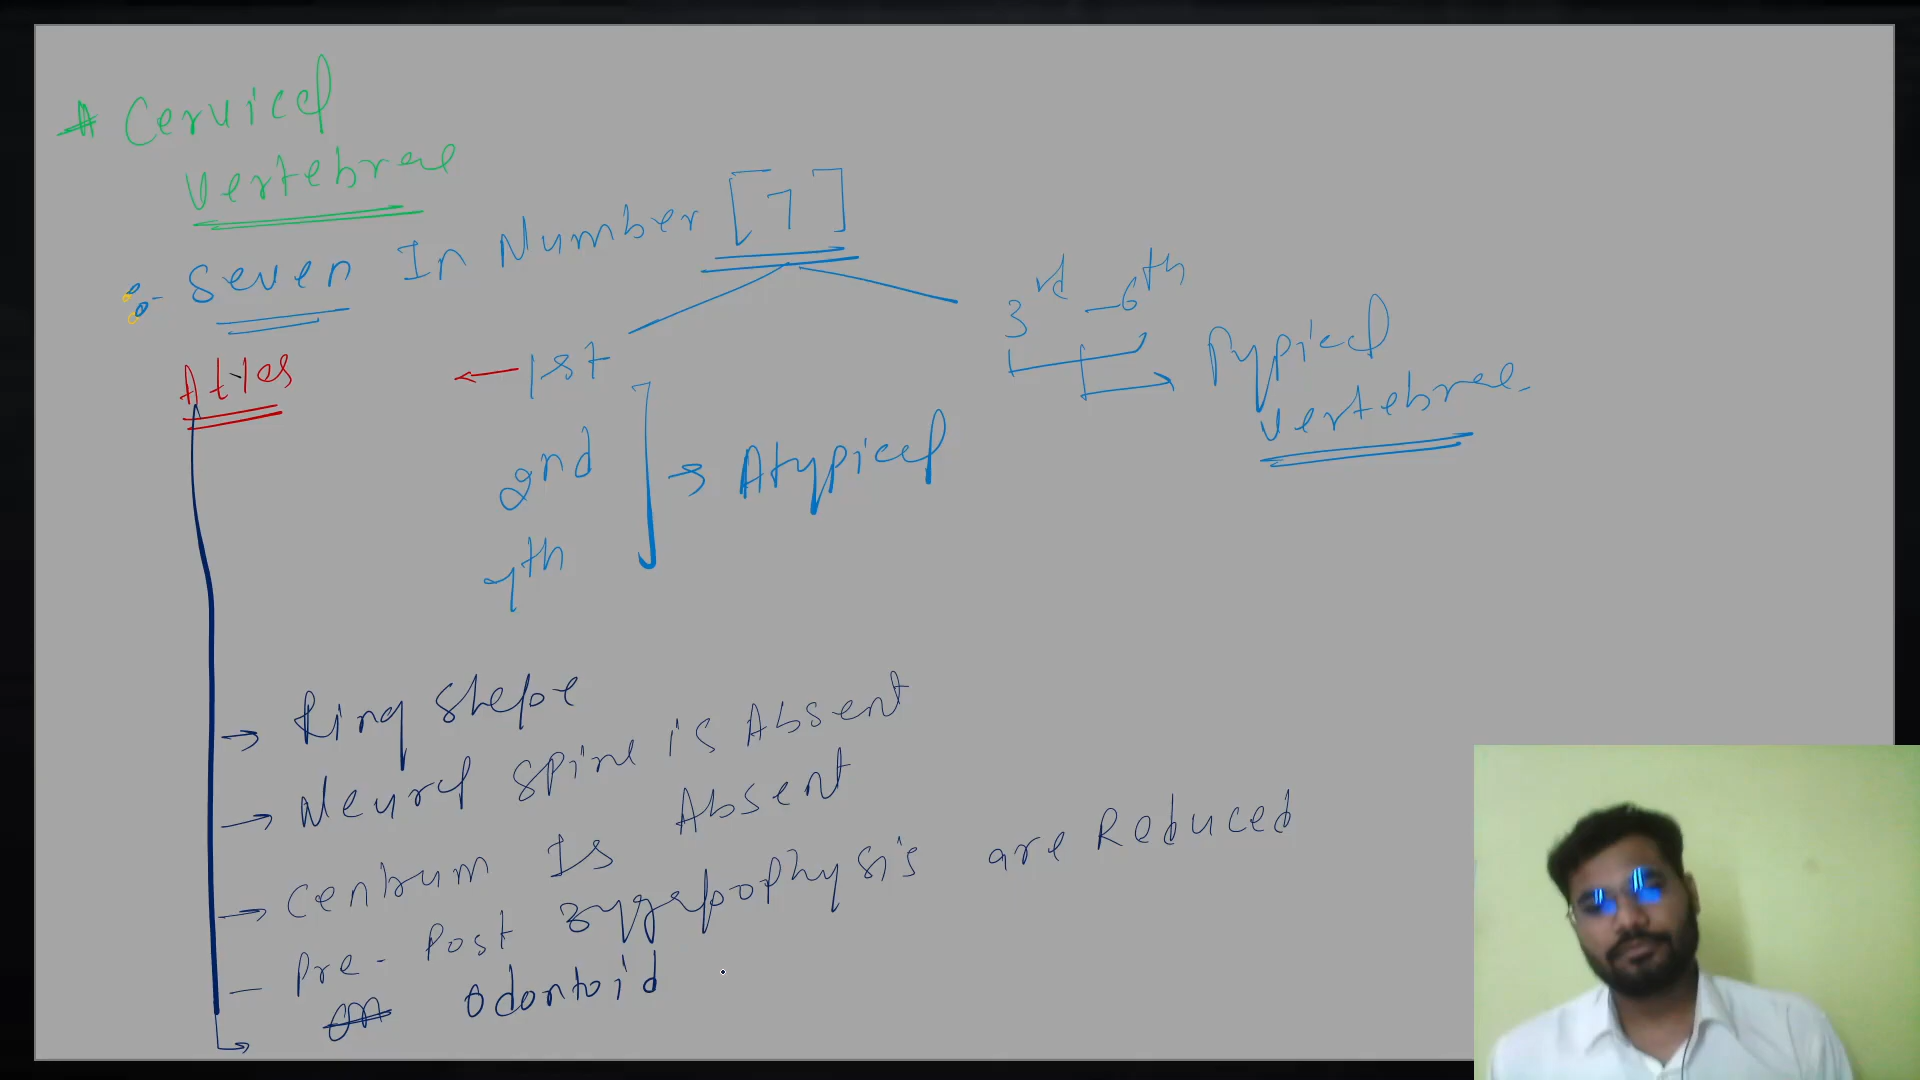 # Cervical
Vertebrae
Seven In Number [7]
3rd - 6th
Typical
Vertebrae
Atlas
1st
2nd
7th
Atypical
Ring shape
Neural spine is Absent
Centrum Is Absent
Pre - Post Zygapophysis are Reduced
Odontoid